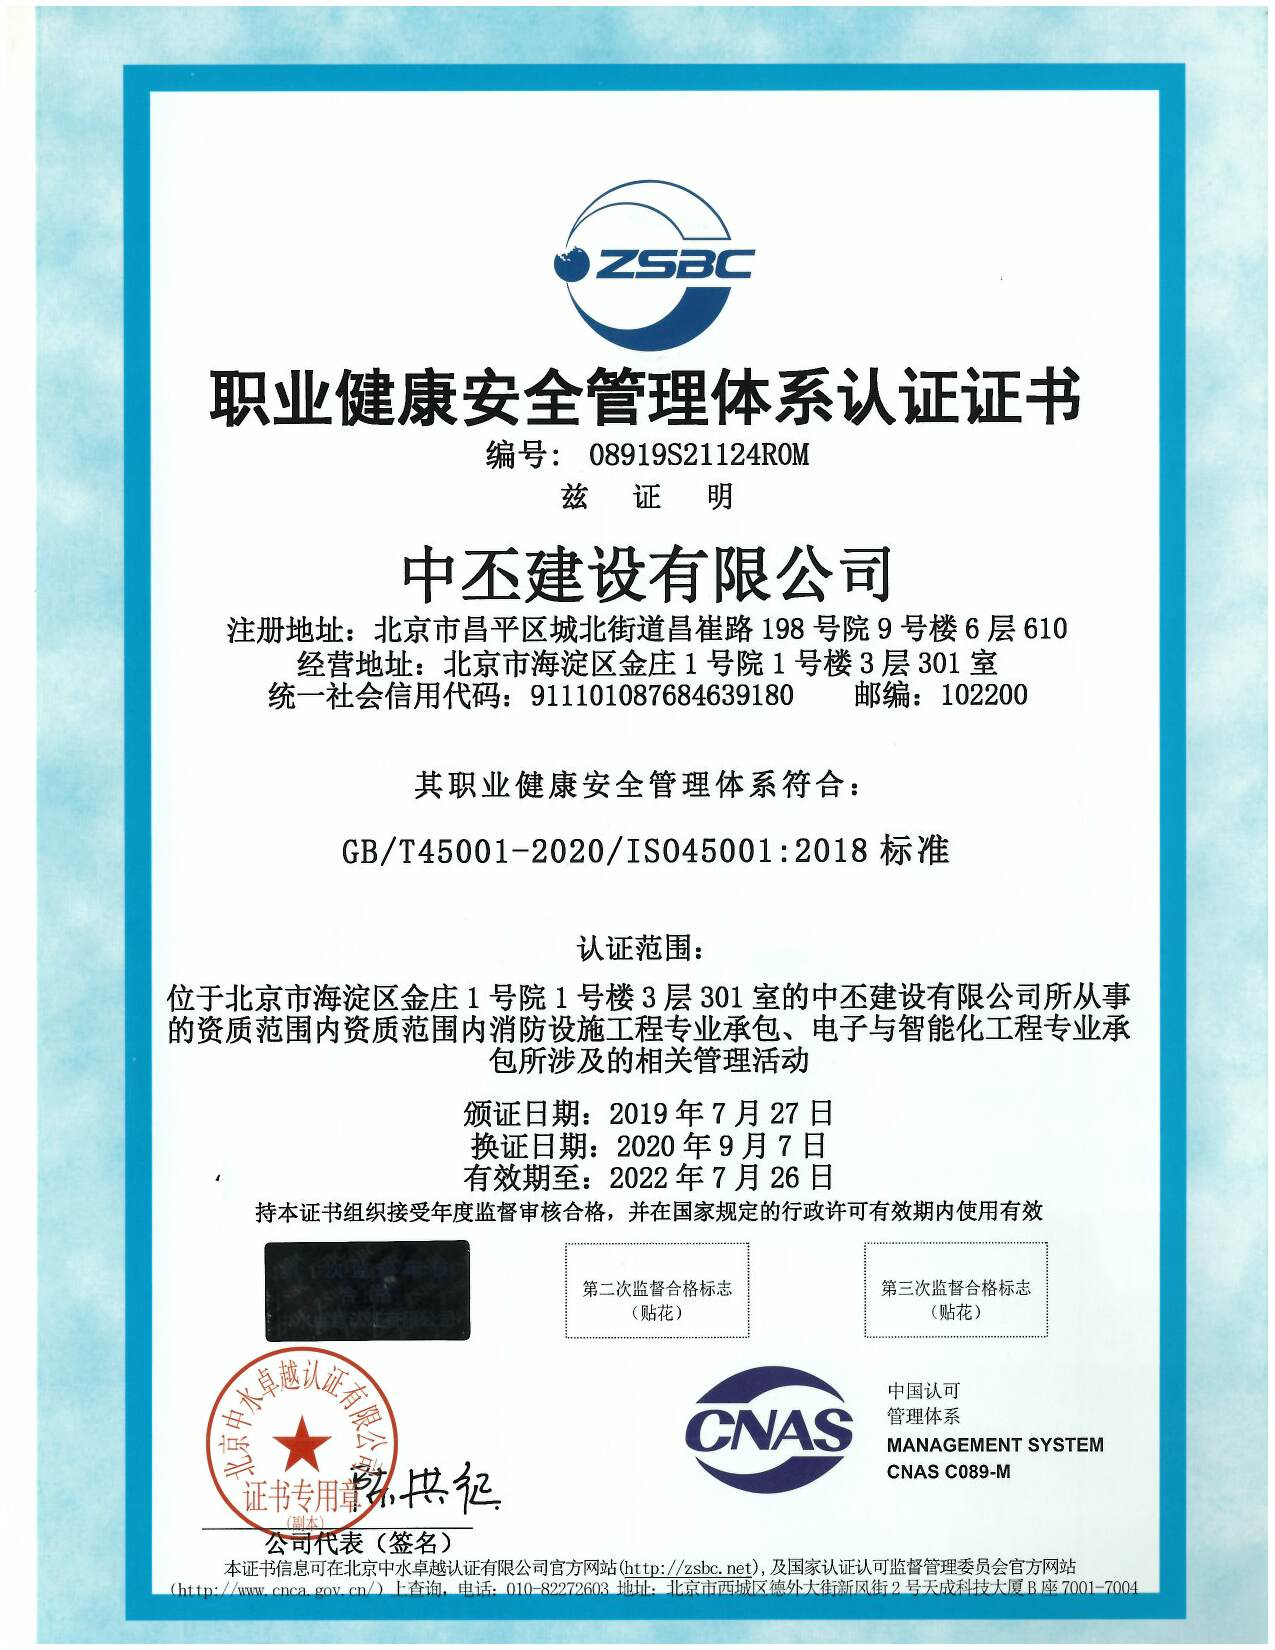 ZSBC
职业健康安全管理体系认证证书
编号： 08919S21124R0M
兹 证 明
中丕建设有限公司
注册地址：北京市昌平区城北街道昌崔路 198 号院 9 号楼 6 层 610
经营地址：北京市海淀区金庄 1 号院 1 号楼 3 层 301 室
统一社会信用代码：911101087684639180 邮编：102200
其职业健康安全管理体系符合：
GB/T45001-2020/ISO45001:2018 标准
认证范围：
位于北京市海淀区金庄 1 号院 1 号楼 3 层 301 室的中丕建设有限公司所从事
的资质范围内资质范围内消防设施工程专业承包、电子与智能化工程专业承
包所涉及的相关管理活动
颁证日期：2019 年 7 月 27 日
换证日期：2020 年 9 月 7 日
有效期至：2022 年 7 月 26 日
持本证书组织接受年度监督审核合格，并在国家规定的行政许可有效期内使用有效
第二次监督合格标志
（贴花）
第三次监督合格标志
（贴花）
北京中水卓越认证有限公司
证书专用章
（副本）
CNAS
中国认可
管理体系
MANAGEMENT SYSTEM
CNAS C089-M
公司代表（签名）
本证书信息可在北京中水卓越认证有限公司官方网站(http://zsbc.net)，及国家认证认可监督管理委员会官方网站
(http://www.cnca.gov.cn/) 上查询，电话：010-82272603 地址：北京市西城区德外大街新风街 2 号天成科技大厦 B 座 7001-7004